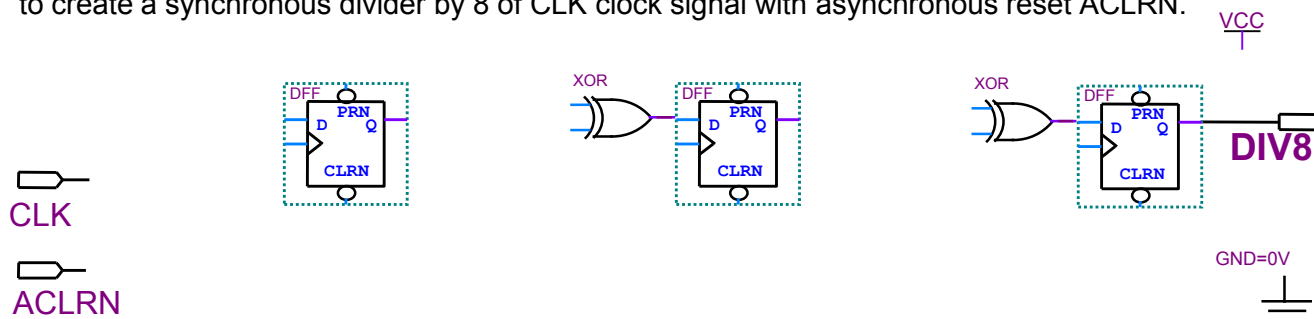 to create a synchronous divider by 8 of CLK clock signal with asynchronous reset ACLRN.
VCC
DFF
PRN
D
Q
CLRN
XOR
DFF
PRN
D
Q
CLRN
XOR
DFF
PRN
D
Q
CLRN
DIV8
CLK
ACLRN
GND=0V